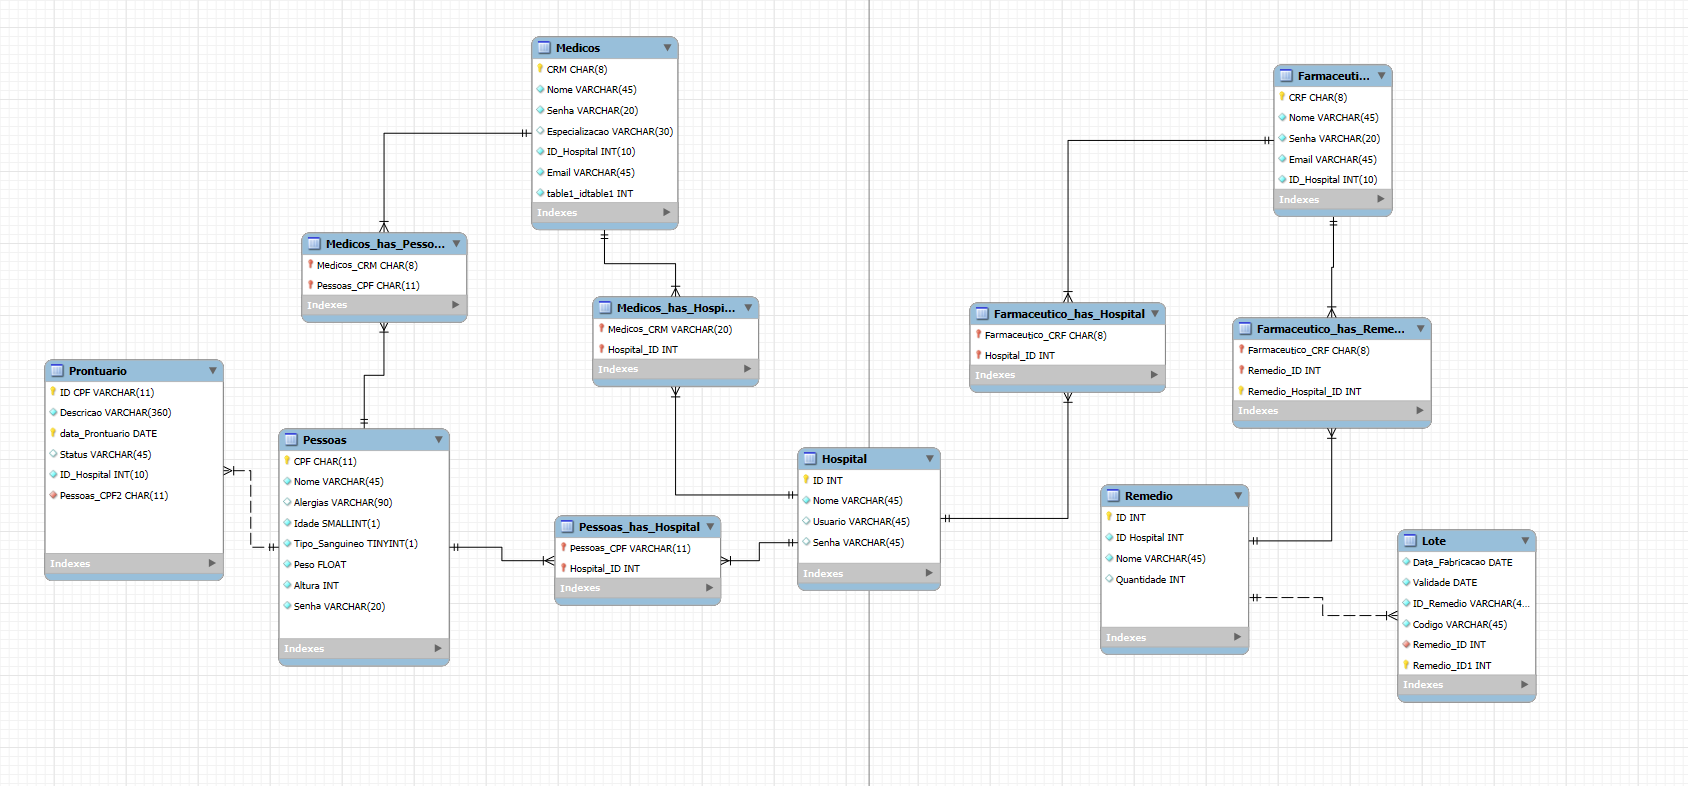 Medicos
CRM CHAR(8)
Nome VARCHAR(45)
Senha VARCHAR(20)
Especializacao VARCHAR(30)
ID_Hospital INT(10)
Email VARCHAR(45)
table1_idtable1 INT
Indexes
Farmaceuti...
CRF CHAR(8)
Nome VARCHAR(45)
Senha VARCHAR(20)
Email VARCHAR(45)
ID_Hospital INT(10)
Indexes
Medicos_has_Pesso...
Medicos_CRM CHAR(8)
Pessoas_CPF CHAR(11)
Indexes
Medicos_has_Hospi...
Medicos_CRM VARCHAR(20)
Hospital_ID INT
Indexes
Farmaceutico_has_Hospital
Farmaceutico_CRF CHAR(8)
Hospital_ID INT
Indexes
Farmaceutico_has_Reme...
Farmaceutico_CRF CHAR(8)
Remedio_ID INT
Remedio_Hospital_ID INT
Indexes
Prontuario
ID CPF VARCHAR(11)
Descricao VARCHAR(360)
data_Prontuario DATE
Status VARCHAR(45)
ID_Hospital INT(10)
Pessoas_CPF2 CHAR(11)
Indexes
Pessoas
CPF CHAR(11)
Nome VARCHAR(45)
Alergias VARCHAR(90)
Idade SMALLINT(1)
Tipo_Sanguineo TINYINT(1)
Peso FLOAT
Altura INT
Senha VARCHAR(20)
Indexes
Pessoas_has_Hospital
Pessoas_CPF VARCHAR(11)
Hospital_ID INT
Indexes
Hospital
ID INT
Nome VARCHAR(45)
Usuario VARCHAR(45)
Senha VARCHAR(45)
Indexes
Remedio
ID INT
ID Hospital INT
Nome VARCHAR(45)
Quantidade INT
Indexes
Lote
Data_Fabricacao DATE
Validade DATE
ID_Remedio VARCHAR(4...
Codigo VARCHAR(45)
Remedio_ID INT
Remedio_ID1 INT
Indexes